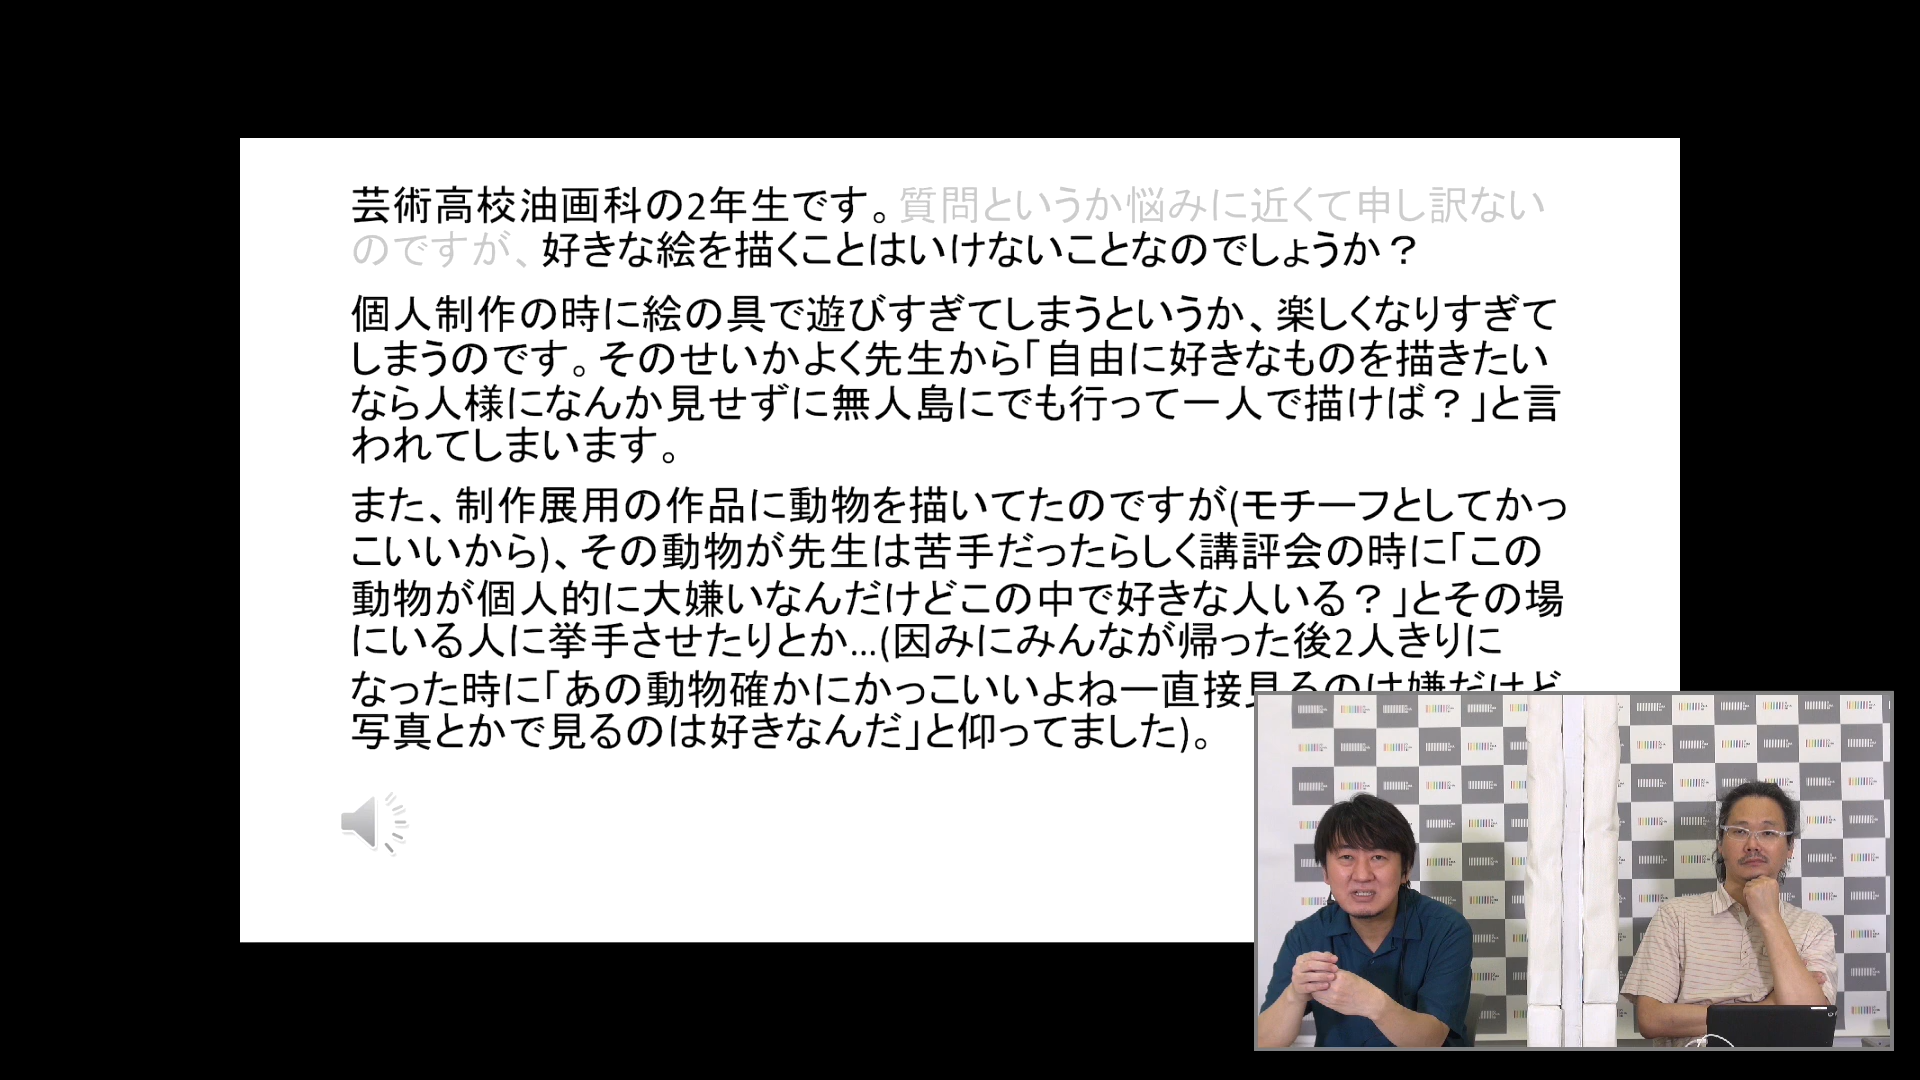 芸術高校油画科の2年生です。質問というか悩みに近くて申し訳ない
のですが、好きな絵を描くことはいけないことなのでしょうか？
個人制作の時に絵の具で遊びすぎてしまうというか、楽しくなりすぎて
しまうのです。そのせいかよく先生から「自由に好きなものを描きたい
なら人様になんか見せずに無人島にでも行って一人で描けば？」と言
われてしまいます。
また、制作展用の作品に動物を描いてたのですが(モチーフとしてかっ
こいいから)、その動物が先生は苦手だったらしく講評会の時に「この
動物が個人的に大嫌いなんだけどこの中で好きな人いる？」とその場
にいる人に挙手させたりとか...(因みにみんなが帰った後2人きりに
なった時に「あの動物確かにかっこいいよねー直接見るのは嫌だけど
写真とかで見るのは好きなんだ」と仰ってました)。